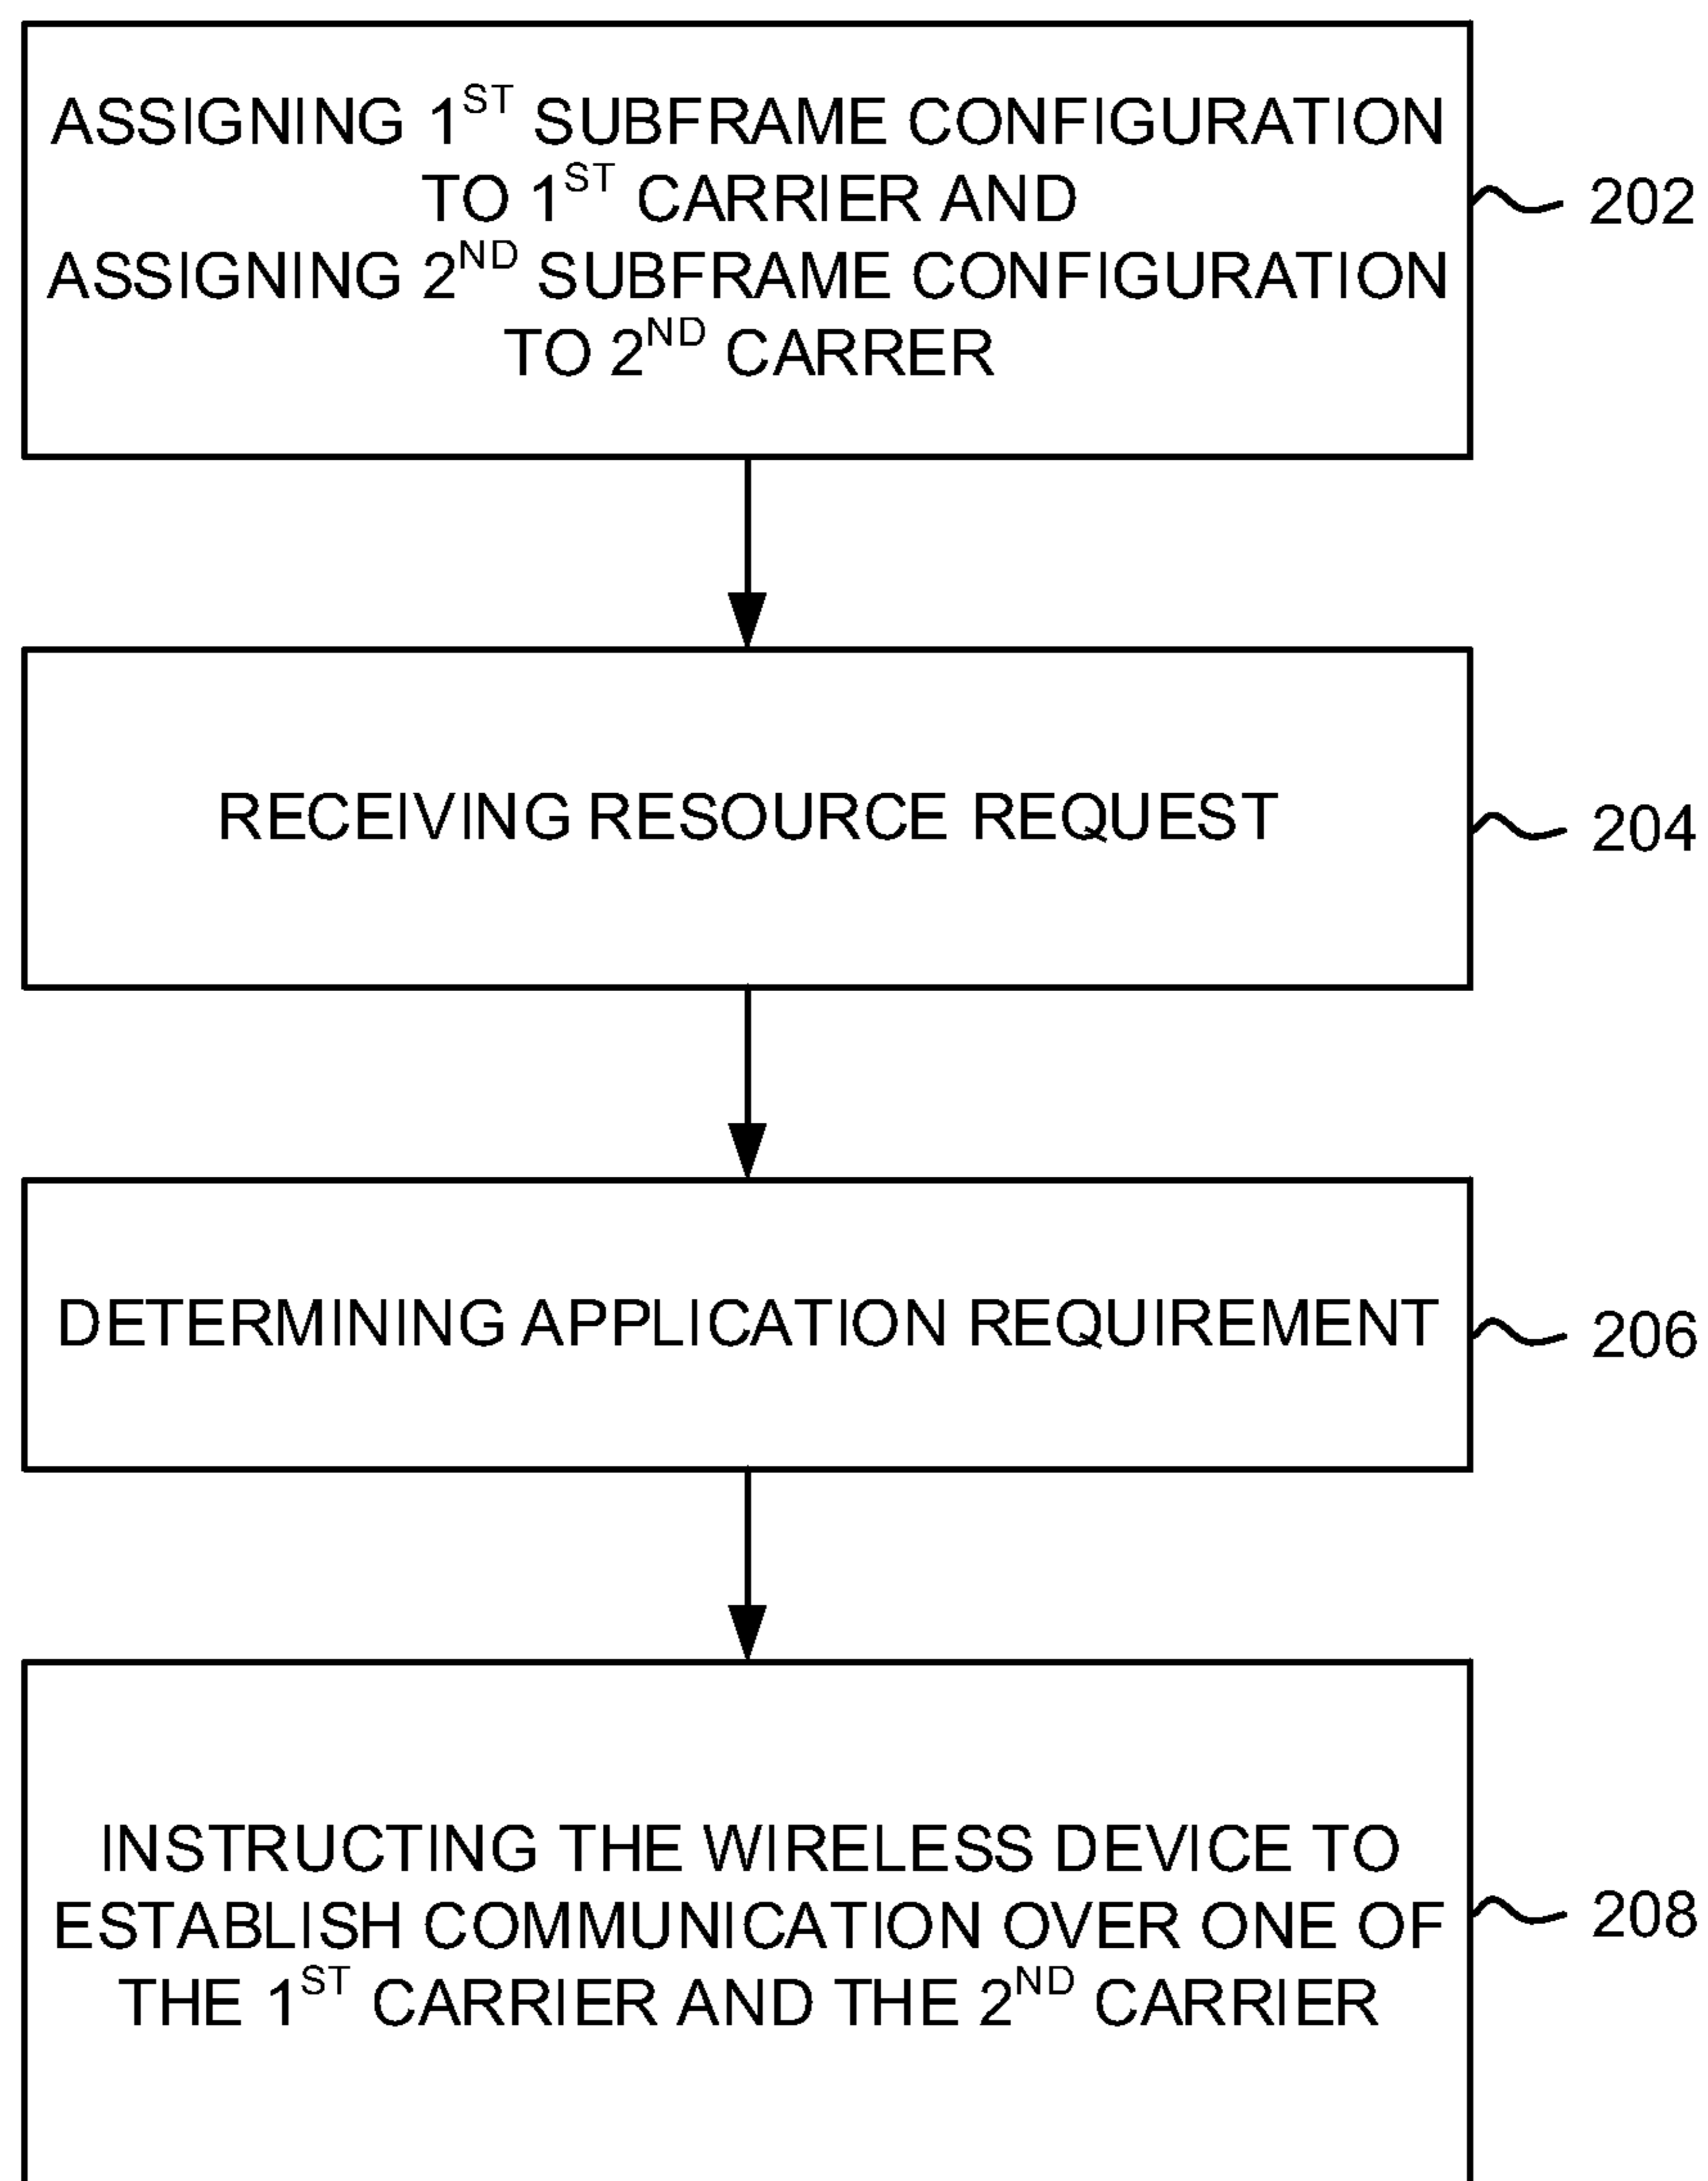 ASSIGNING 1ST SUBFRAME CONFIGURATION
TO 1ST CARRIER AND
ASSIGNING 2ND SUBFRAME CONFIGURATION
TO 2ND CARRER
202
RECEIVING RESOURCE REQUEST
204
DETERMINING APPLICATION REQUIREMENT
206
INSTRUCTING THE WIRELESS DEVICE TO
ESTABLISH COMMUNICATION OVER ONE OF
THE 1ST CARRIER AND THE 2ND CARRIER
208